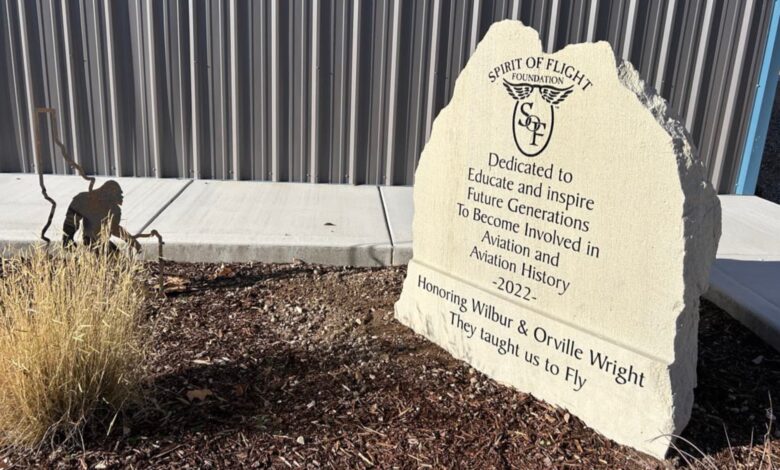 SPIRIT OF FLIGHT
FOUNDATION
SOF
Dedicated to
Educate and inspire
Future Generations
To Become Involved in
Aviation and
Aviation History
-2022-
Honoring Wilbur & Orville Wright
They taught us to Fly